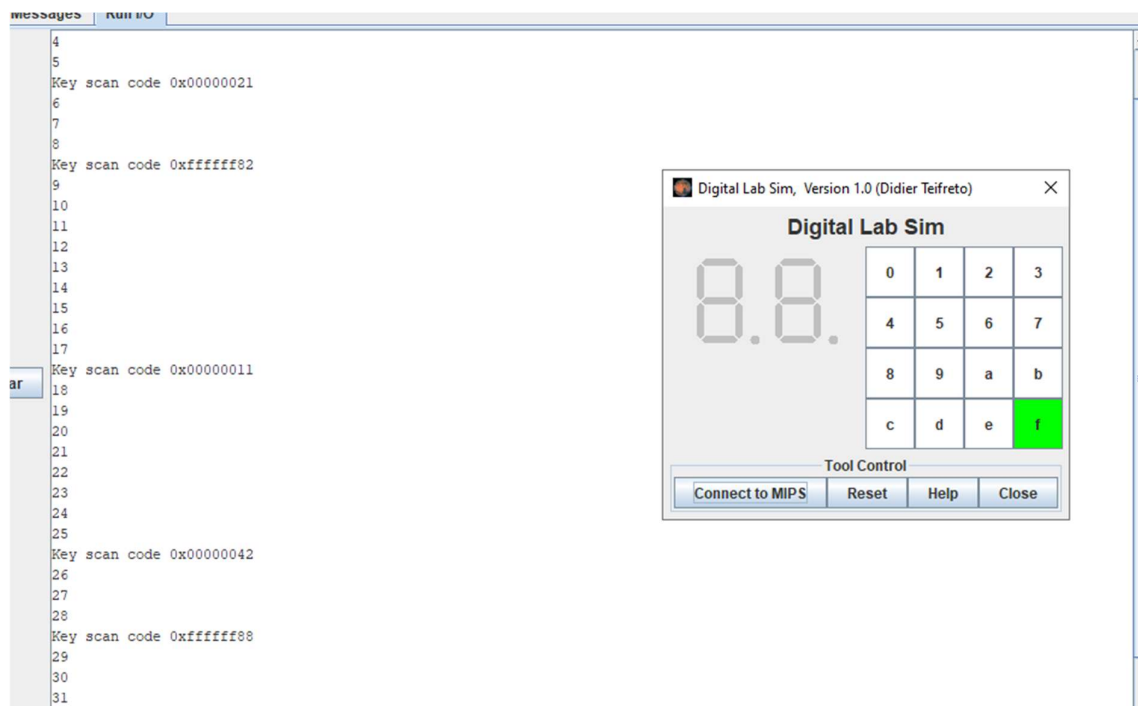 Messages Run I/O
4
5
Key scan code 0x00000021
6
7
8
Key scan code 0xffffff82
9
10
11
12
13
14
15
16
17
Key scan code 0x00000011
18
19
20
21
22
23
24
25
Key scan code 0x00000042
26
27
28
Key scan code 0xffffff88
29
30
31
ar
Digital Lab Sim, Version 1.0 (Didier Teifreto)
Digital Lab Sim
8.8.
0 1 2 3
4 5 6 7
8 9 a b
c d e f
Tool Control
Connect to MIPS Reset Help Close